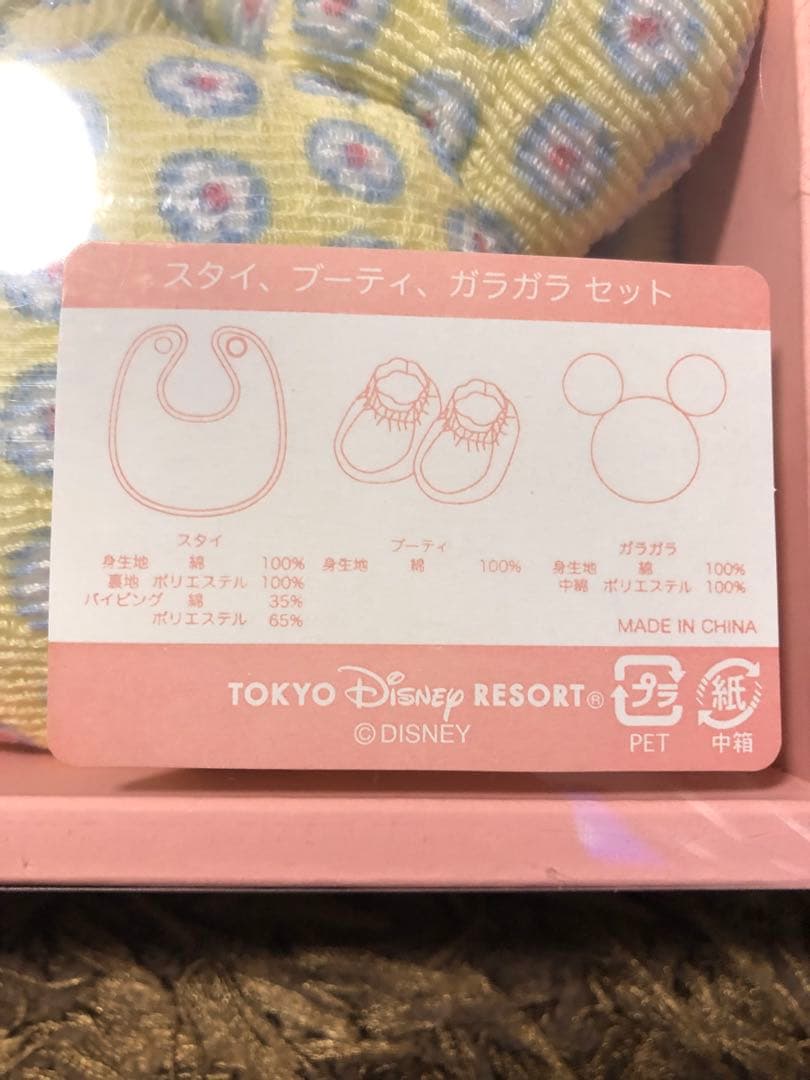 スタイ、ブーティ、ガラガラ セット
スタイ
身生地 綿 100%
裏地 ポリエステル 100%
パイピング 綿 35%
ポリエステル 65%
ブーティ
身生地 綿 100%
ガラガラ
身生地 綿 100%
中綿 ポリエステル 100%
MADE IN CHINA
TOKYO Disney RESORT®
©DISNEY
プラ
PET
紙
中箱